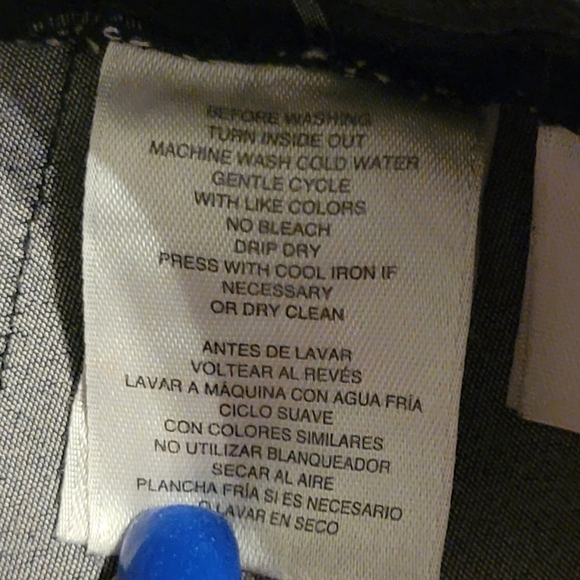 BEFORE WASHING
TURN INSIDE OUT
MACHINE WASH COLD WATER
GENTLE CYCLE
WITH LIKE COLORS
NO BLEACH
DRIP DRY
PRESS WITH COOL IRON IF
NECESSARY
OR DRY CLEAN
ANTES DE LAVAR
VOLTEAR AL REVÉS
LAVAR A MÁQUINA CON AGUA FRÍA
CICLO SUAVE
CON COLORES SIMILARES
NO UTILIZAR BLANQUEADOR
SECAR AL AIRE
PLANCHA FRÍA SI ES NECESARIO
O LAVAR EN SECO